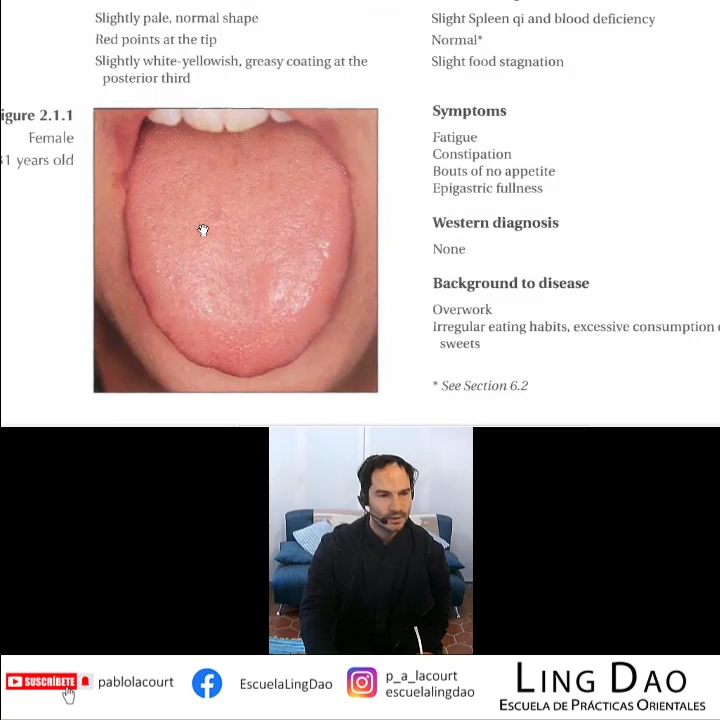 Slightly pale, normal shape
Red points at the tip
Slightly white-yellowish, greasy coating at the
posterior third
Slight Spleen qi and blood deficiency
Normal*
Slight food stagnation
igure 2.1.1
Female
31 years old
Symptoms
Fatigue
Constipation
Bouts of no appetite
Epigastric fullness
Western diagnosis
None
Background to disease
Overwork
Irregular eating habits, excessive consumption
sweets
* See Section 6.2
SUSCRÍBETE
pablolacourt
EscuelaLingDao
p_a_lacourt
escuelalingdao
LING DAO
ESCUELA DE PRÁCTICAS ORIENTALES